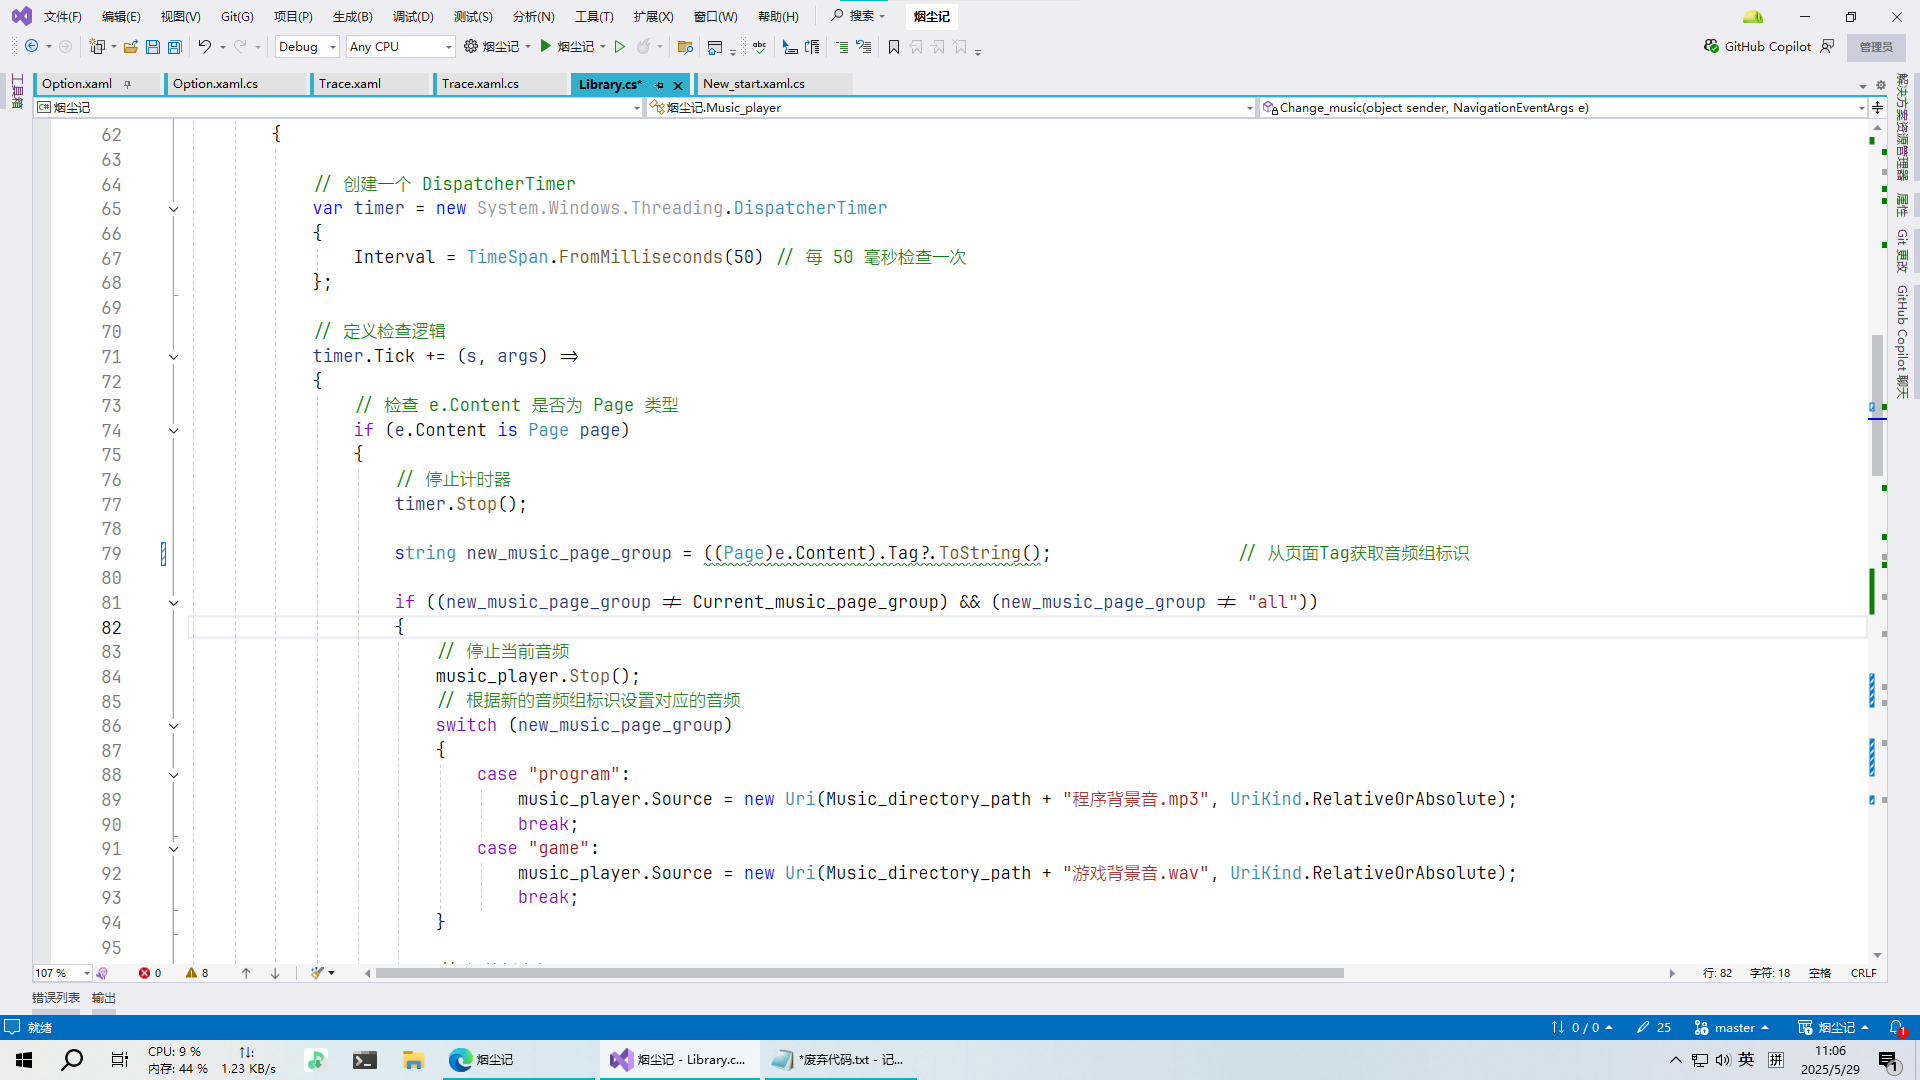 文件(F) 编辑(E) 视图(V) Git(G) 项目(P) 生成(B) 调试(D) 测试(S) 分析(N) 工具(T) 扩展(X) 窗口(W) 帮助(H) 搜索 烟尘记
Debug Any CPU 烟尘记 烟尘记 GitHub Copilot 管理员
工具箱
Option.xaml Option.xaml.cs Trace.xaml Trace.xaml.cs Library.cs* New_start.xaml.cs
C# 烟尘记 烟尘记.Music_player Change_music(object sender, NavigationEventArgs e)
62 {
63
64 // 创建一个 DispatcherTimer
65 var timer = new System.Windows.Threading.DispatcherTimer
66 {
67 Interval = TimeSpan.FromMilliseconds(50) // 每 50 毫秒检查一次
68 };
69
70 // 定义检查逻辑
71 timer.Tick += (s, args) =>
72 {
73 // 检查 e.Content 是否为 Page 类型
74 if (e.Content is Page page)
75 {
76 // 停止计时器
77 timer.Stop();
78
79 string new_music_page_group = ((Page)e.Content).Tag?.ToString(); // 从页面Tag获取音频组标识
80
81 if ((new_music_page_group != Current_music_page_group) && (new_music_page_group != "all"))
82 {
83 // 停止当前音频
84 music_player.Stop();
85 // 根据新的音频组标识设置对应的音频
86 switch (new_music_page_group)
87 {
88 case "program":
89 music_player.Source = new Uri(Music_directory_path + "程序背景音.mp3", UriKind.RelativeOrAbsolute);
90 break;
91 case "game":
92 music_player.Source = new Uri(Music_directory_path + "游戏背景音.wav", UriKind.RelativeOrAbsolute);
93 break;
94 }
95
解决方案资源管理器
属性
Git 更改
GitHub Copilot 聊天
107 % 0 8 行: 82 字符: 18 空格 CRLF
错误列表 输出
就绪 0 / 0 25 master 烟尘记 1
CPU: 9 % 内存: 44 % 1.23 KB/s 烟尘记 烟尘记 - Library.c... *废弃代码.txt - 记... 英 拼 11:06 2025/5/29 1